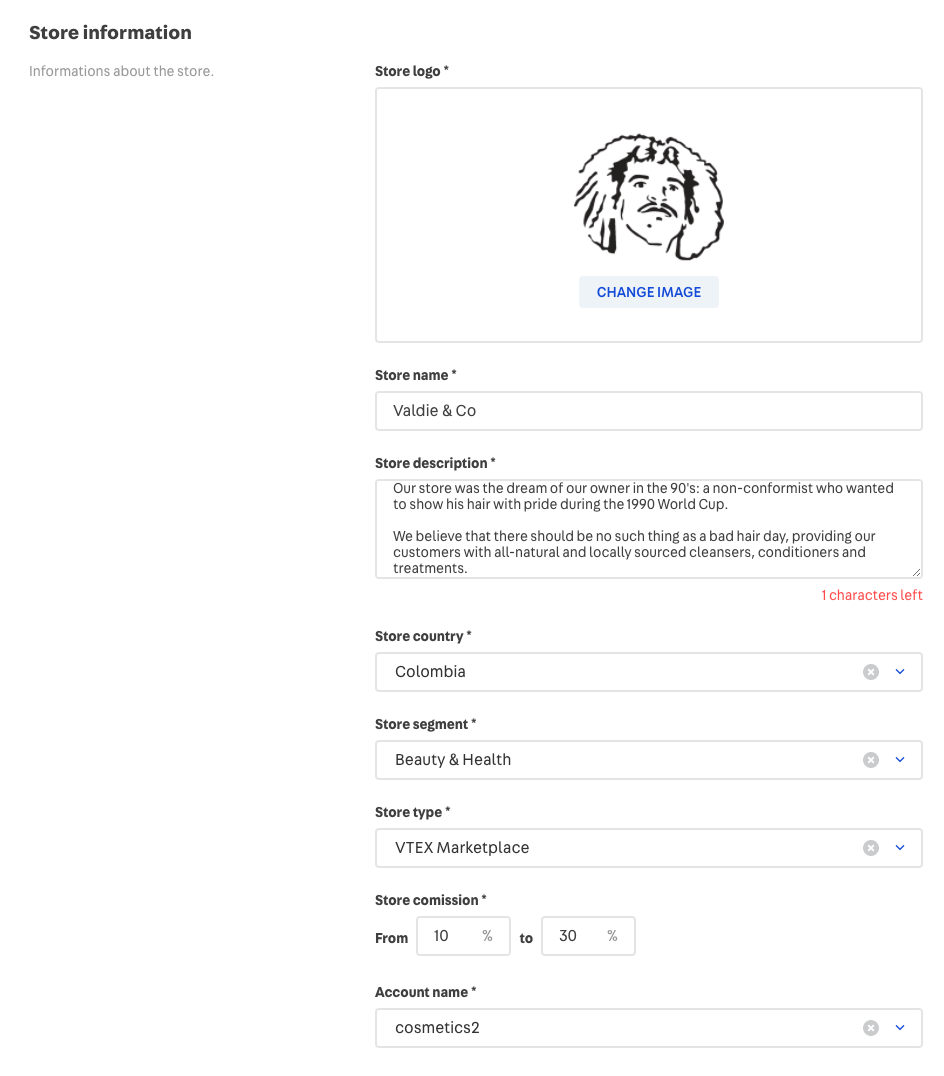 Store information
Informations about the store.
Store logo *
CHANGE IMAGE
Store name *
Valdie & Co
Store description *
Our store was the dream of our owner in the 90's: a non-conformist who wanted
to show his hair with pride during the 1990 World Cup.
We believe that there should be no such thing as a bad hair day, providing our
customers with all-natural and locally sourced cleansers, conditioners and
treatments.
1 characters left
Store country *
Colombia
Store segment *
Beauty & Health
Store type *
VTEX Marketplace
Store comission *
From 10 % to 30 %
Account name *
cosmetics2